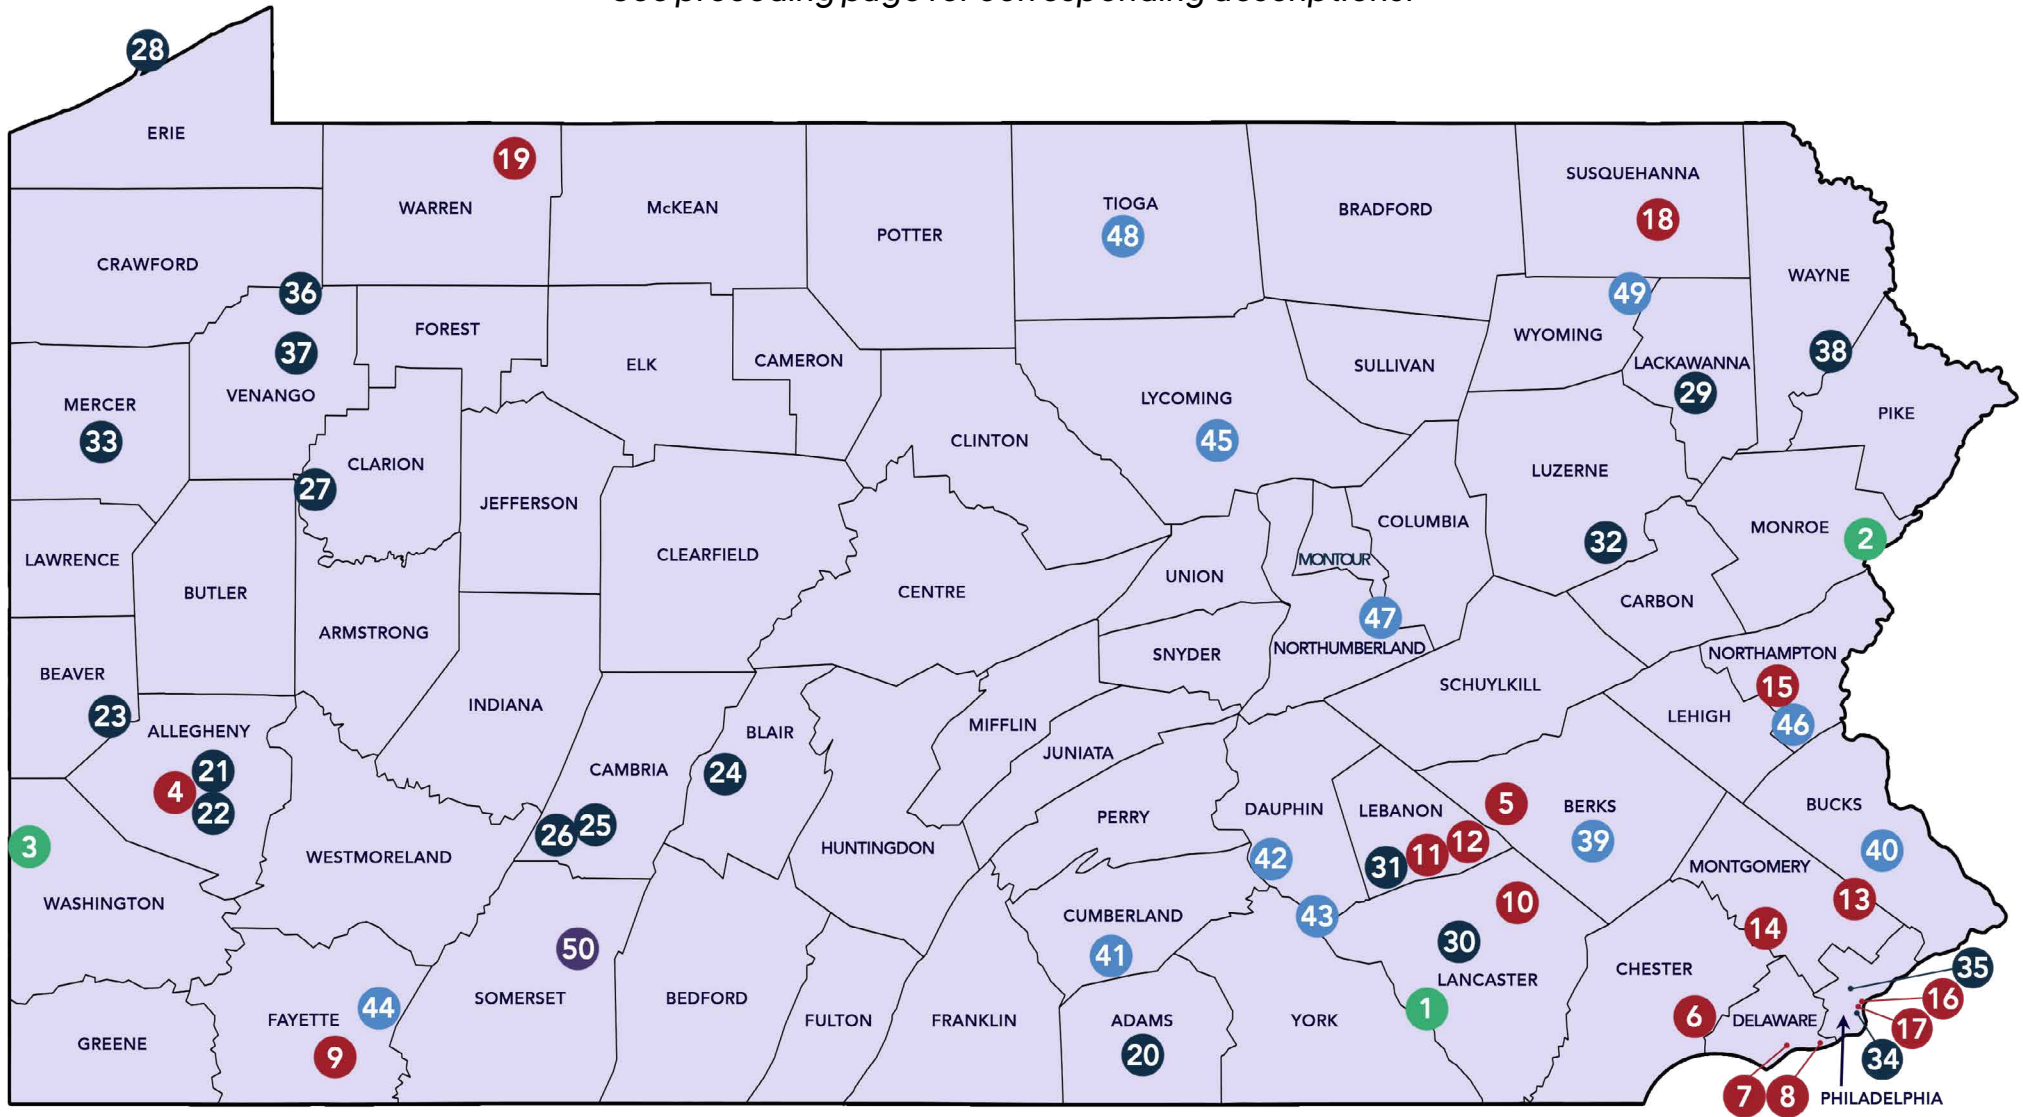 See preceding page for corresponding descriptions.
28
ERIE
19
WARREN
McKEAN
POTTER
TIOGA
48
BRADFORD
SUSQUEHANNA
18
CRAWFORD
36
WAYNE
49
FOREST
WYOMING
37
VENANGO
ELK
CAMERON
SULLIVAN
38
LACKAWANNA
29
MERCER
33
LYCOMING
45
PIKE
CLINTON
CLARION
27
LUZERNE
JEFFERSON
COLUMBIA
MONROE
2
32
LAWRENCE
CLEARFIELD
MONTOUR
UNION
BUTLER
CENTRE
CARBON
47
ARMSTRONG
NORTHUMBERLAND
SNYDER
NORTHAMPTON
15
BEAVER
23
SCHUYLKILL
INDIANA
LEHIGH
46
ALLEGHENY
MIFFLIN
BLAIR
JUNIATA
21
4
22
CAMBRIA
24
26
25
5
BERKS
39
BUCKS
40
DAUPHIN
LEBANON
PERRY
12
11
31
42
3
WESTMORELAND
HUNTINGDON
MONTGOMERY
13
WASHINGTON
10
CUMBERLAND
41
43
14
50
30
LANCASTER
CHESTER
35
SOMERSET
BEDFORD
16
44
FAYETTE
9
1
6
DELAWARE
17
FULTON
FRANKLIN
ADAMS
20
YORK
GREENE
34
7
8
PHILADELPHIA